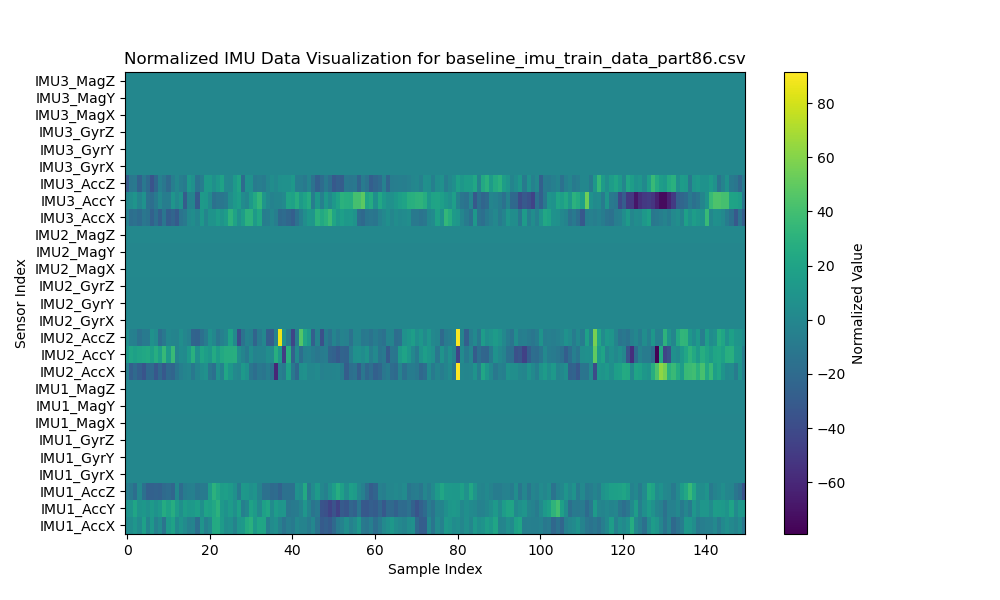 Normalized IMU Data Visualization for baseline_imu_train_data_part86.csv
IMU3_MagZ
IMU3_MagY
IMU3_MagX
IMU3_GyrZ
IMU3_GyrY
IMU3_GyrX
IMU3_AccZ
IMU3_AccY
IMU3_AccX
IMU2_MagZ
IMU2_MagY
IMU2_MagX
IMU2_GyrZ
IMU2_GyrY
IMU2_GyrX
IMU2_AccZ
IMU2_AccY
IMU2_AccX
IMU1_MagZ
IMU1_MagY
IMU1_MagX
IMU1_GyrZ
IMU1_GyrY
IMU1_GyrX
IMU1_AccZ
IMU1_AccY
IMU1_AccX
Sensor Index
0 20 40 60 80 100 120 140
Sample Index
80
60
40
20
0
−20
−40
−60
Normalized Value